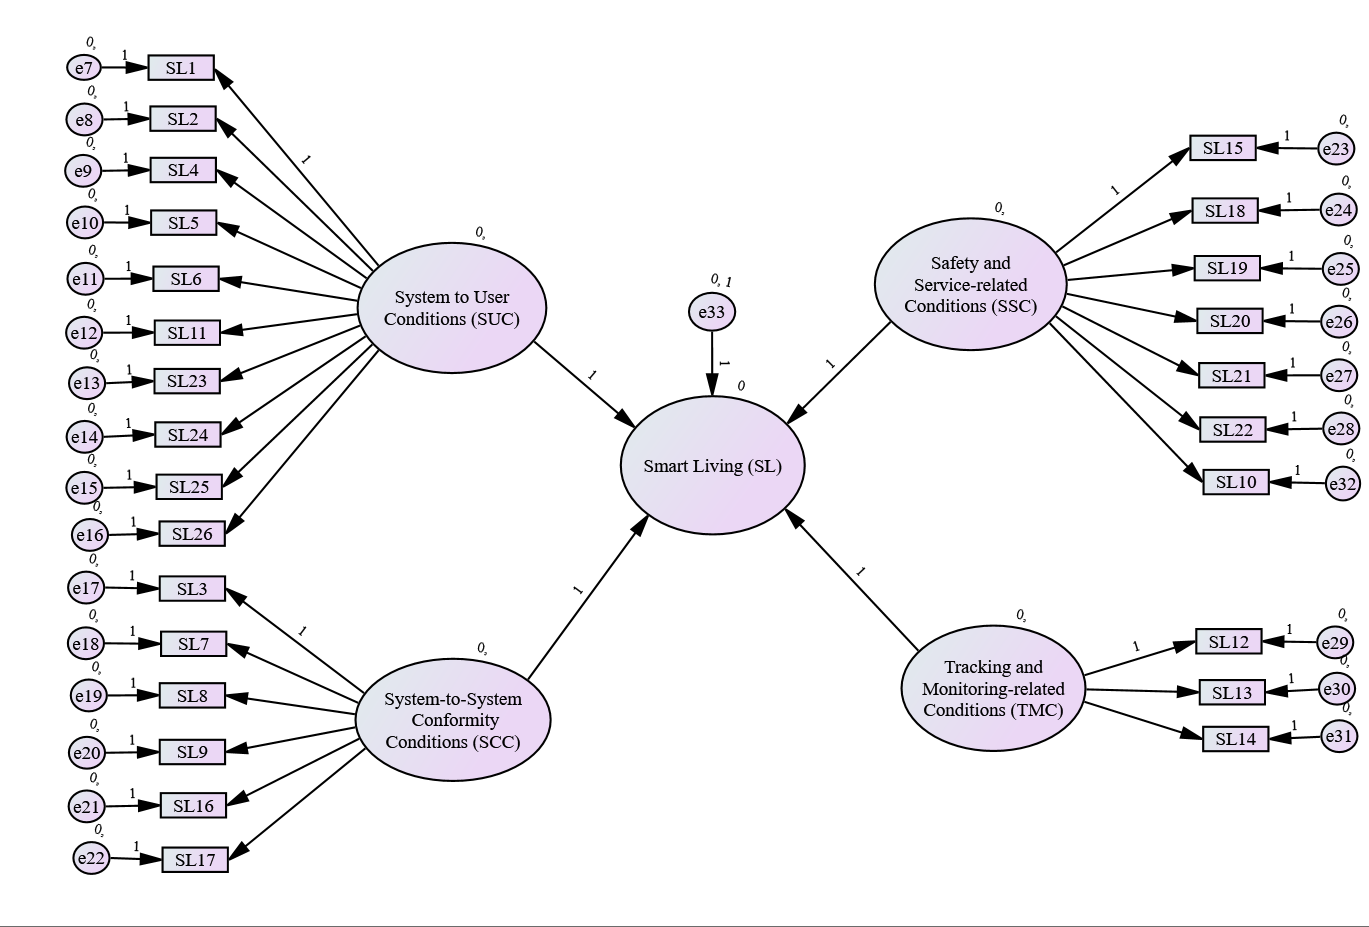 0,
e7 1 SL1
0,
e8 1 SL2
0,
e9 1 SL4
0,
e10 1 SL5
0,
e11 1 SL6
0,
e12 1 SL11
0,
e13 1 SL23
0,
e14 1 SL24
0,
e15 1 SL25
0,
e16 1 SL26
1
0,
System to User
Conditions (SUC)
1
0,
e17 1 SL3
0,
e18 1 SL7
0,
e19 1 SL8
0,
e20 1 SL9
0,
e21 1 SL16
0,
e22 1 SL17
1
0,
System-to-System
Conformity
Conditions (SCC)
1
0, 1
e33
1
0
Smart Living (SL)
0,
Safety and
Service-related
Conditions (SSC)
1
1
0,
SL15 1 e23
0,
SL18 1 e24
0,
SL19 1 e25
0,
SL20 1 e26
0,
SL21 1 e27
0,
SL22 1 e28
0,
SL10 1 e32
0,
Tracking and
Monitoring-related
Conditions (TMC)
1
1
0,
SL12 1 e29
0,
SL13 1 e30
0,
SL14 1 e31